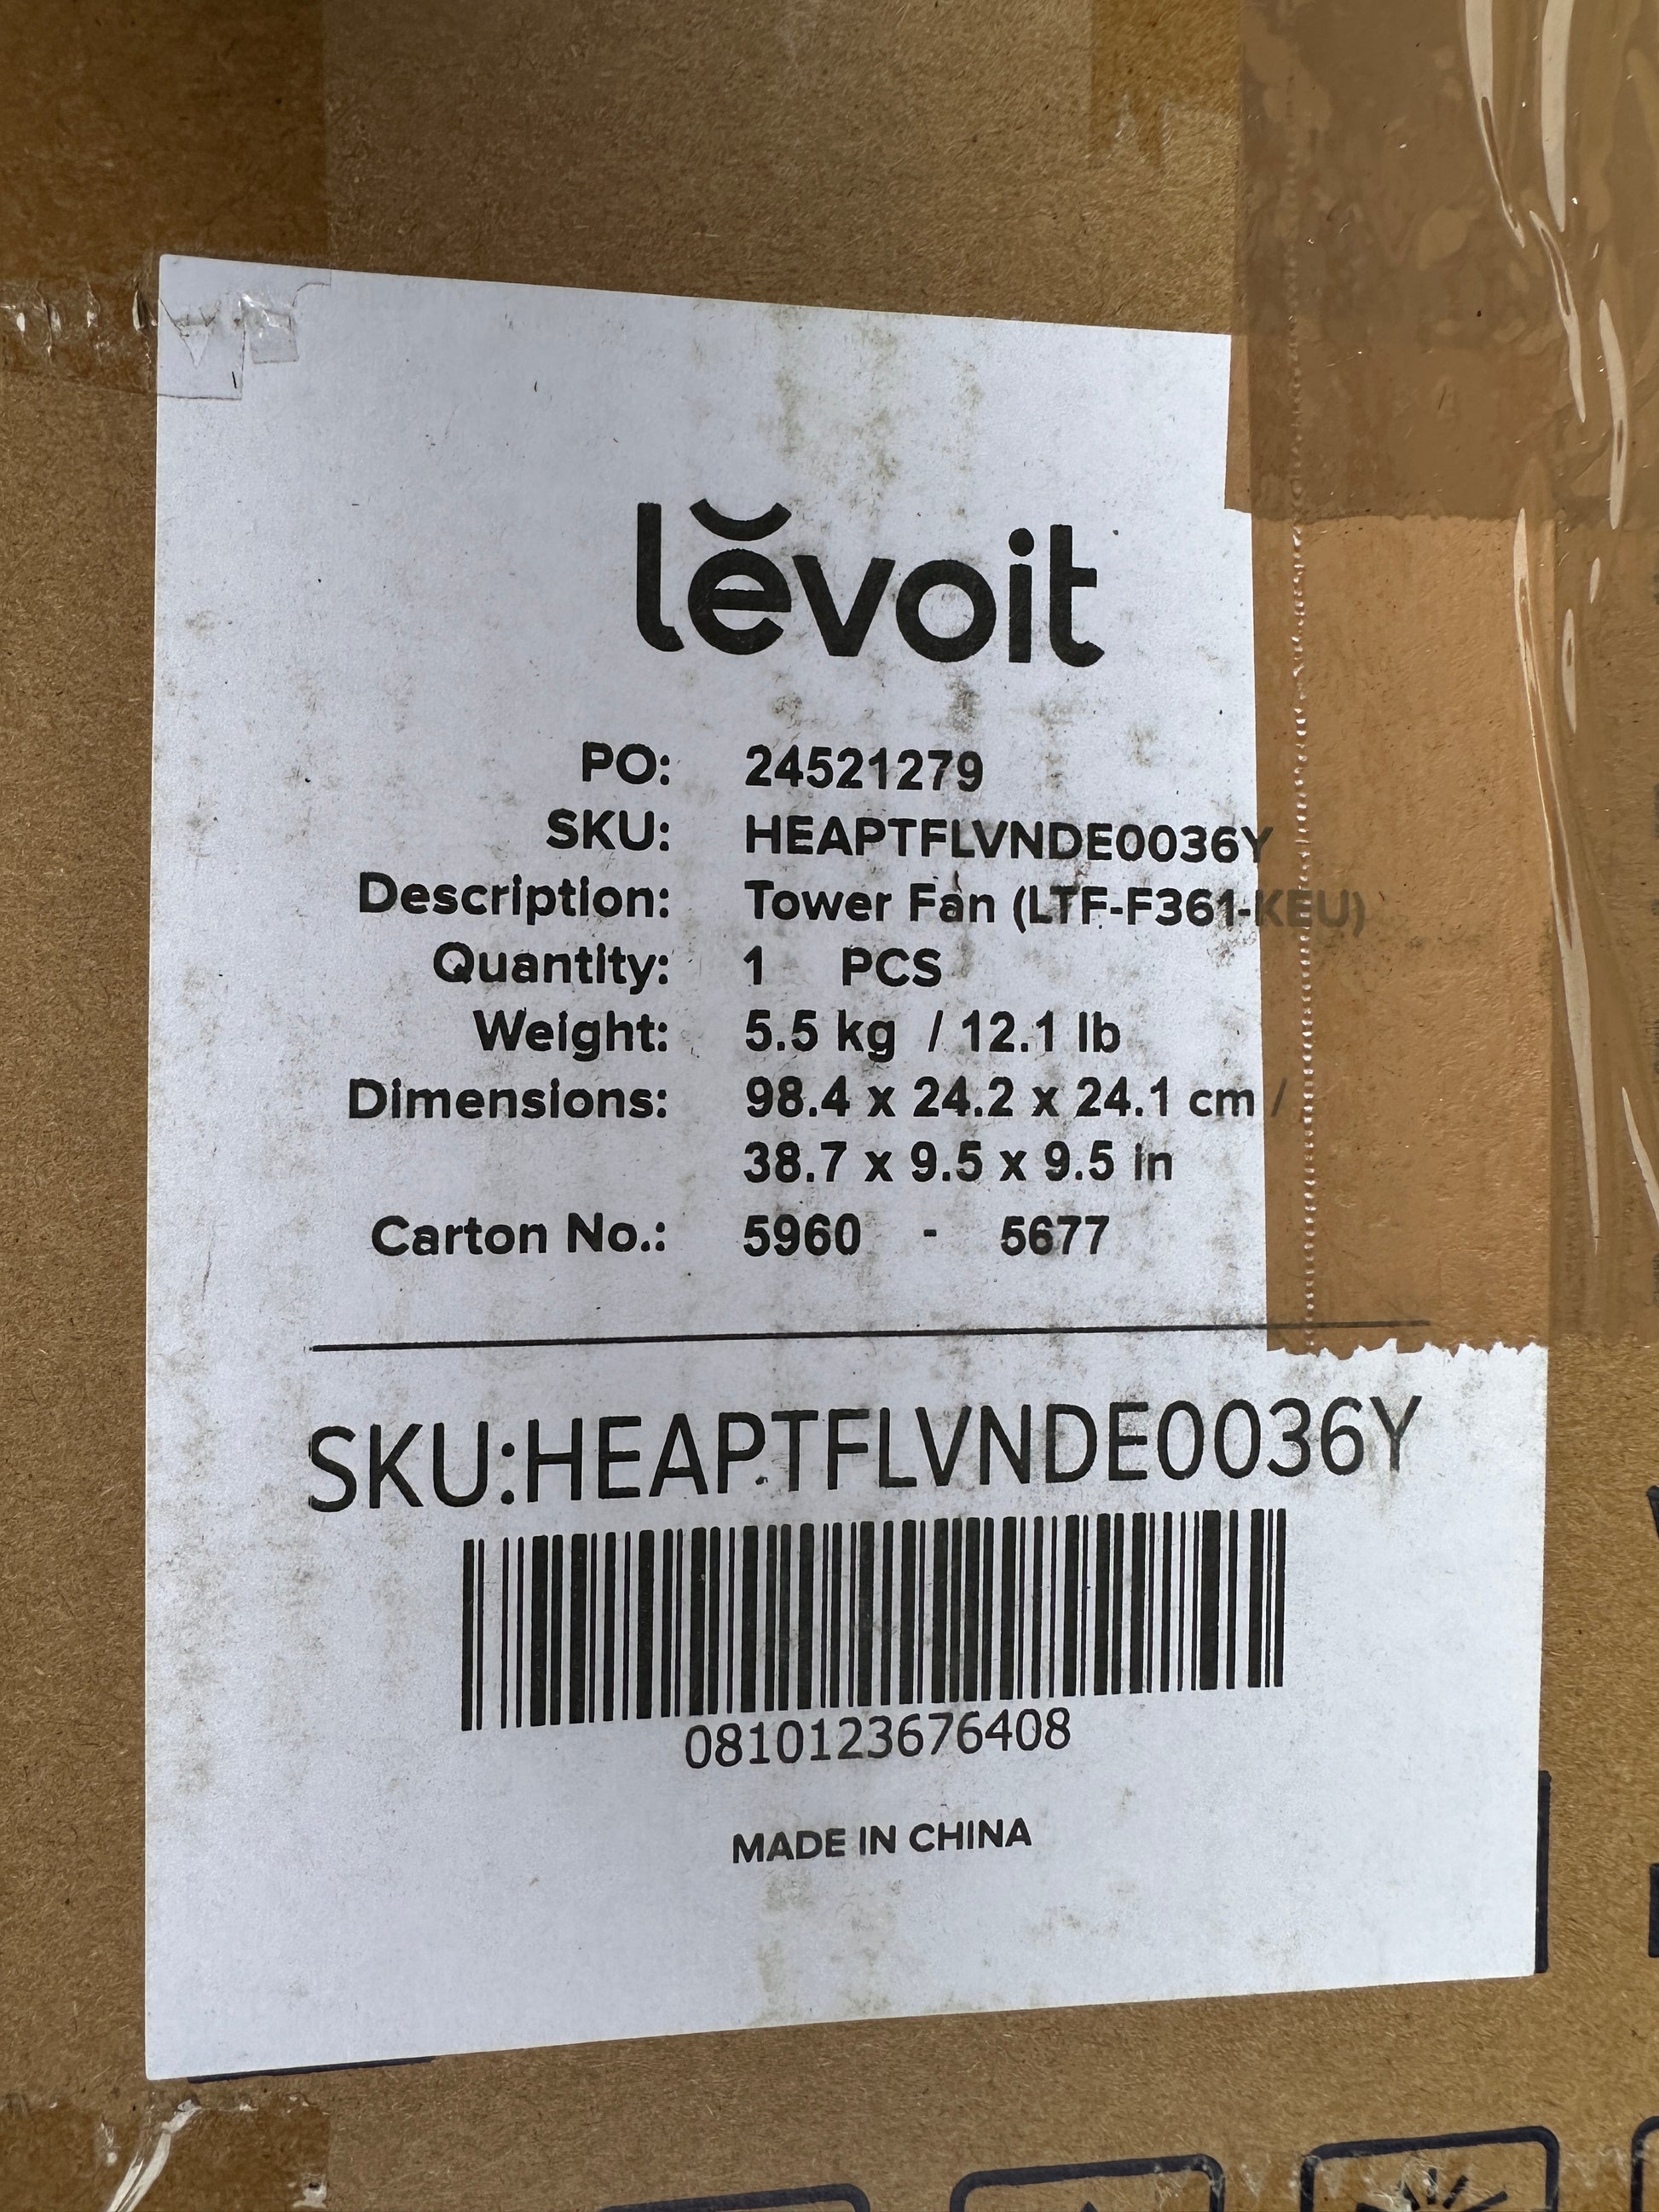 lĕvoit
PO: 24521279
SKU: HEAPTFLVNDE0036Y
Description: Tower Fan (LTF-F361-KEU)
Quantity: 1 PCS
Weight: 5.5 kg / 12.1 lb
Dimensions: 98.4 x 24.2 x 24.1 cm /
38.7 x 9.5 x 9.5 in
Carton No.: 5960 - 5677
SKU:HEAPTFLVNDE0036Y
0810123676408
MADE IN CHINA